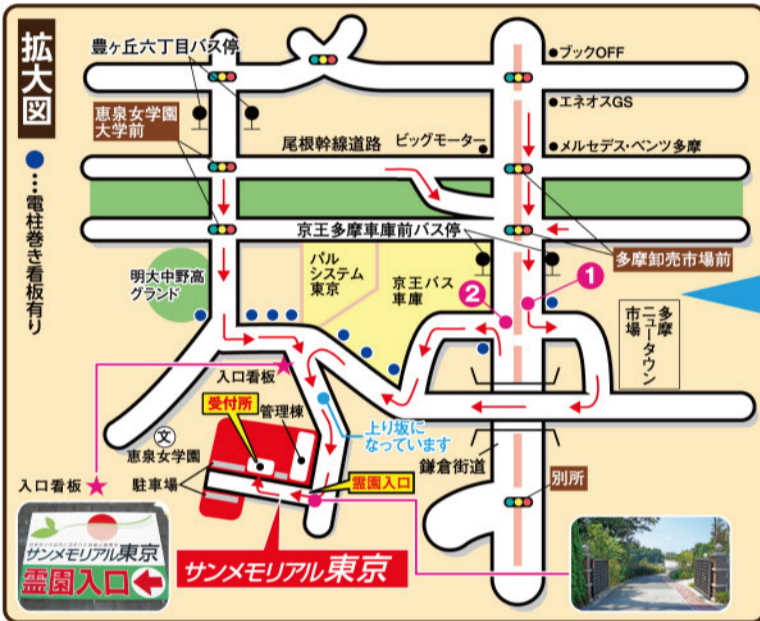 拡大図
●…電柱巻き看板有り
豊ヶ丘六丁目バス停
ブックOFF
恵泉女学園
大学前
エネオスGS
尾根幹線道路
ビッグモーター
メルセデス・ベンツ多摩
京王多摩車庫前バス停
多摩卸売市場前
明大中野高
グランド
パル
システム
東京
京王バス
車庫
1
2
多摩
ニュータウン
市場
入口看板
受付所
管理棟
上り坂に
なっています
文
恵泉女学園
鎌倉街道
入口看板
駐車場
霊園入口
別所
サンメモリアル東京
サンメモリアル東京
霊園入口